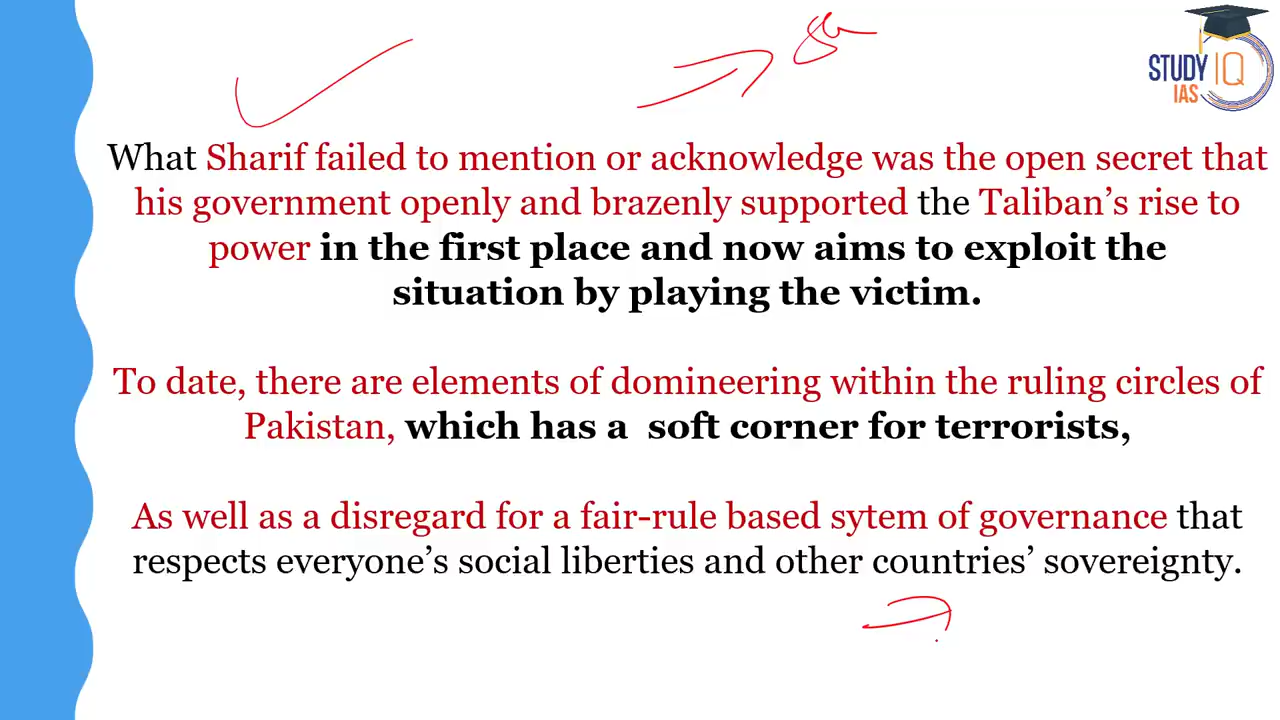 STUDY IQ
IAS
What Sharif failed to mention or acknowledge was the open secret that
his government openly and brazenly supported the Taliban’s rise to
power in the first place and now aims to exploit the
situation by playing the victim.
To date, there are elements of domineering within the ruling circles of
Pakistan, which has a soft corner for terrorists,
As well as a disregard for a fair-rule based sytem of governance that
respects everyone’s social liberties and other countries’ sovereignty.